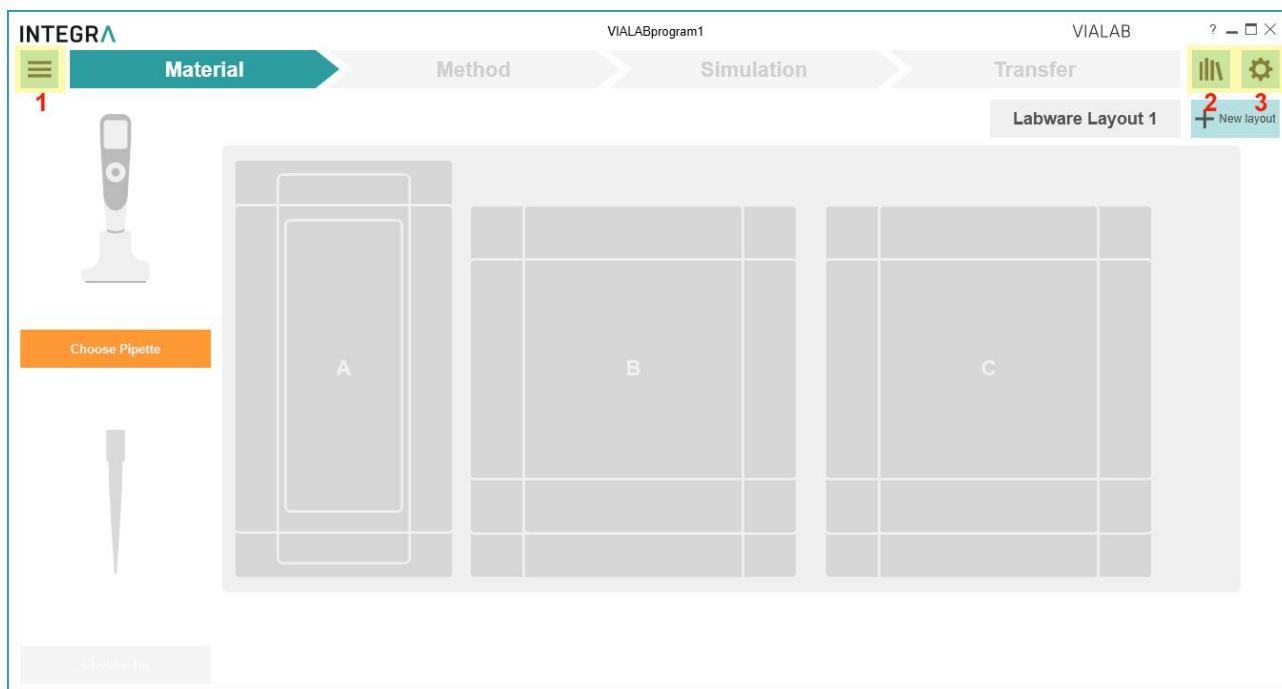 INTEGRA VIALABprogram1 VIALAB ?
Material Method Simulation Transfer
1 2 3
Labware Layout 1 New layout
Choose Pipette
A B C
Choose Tip